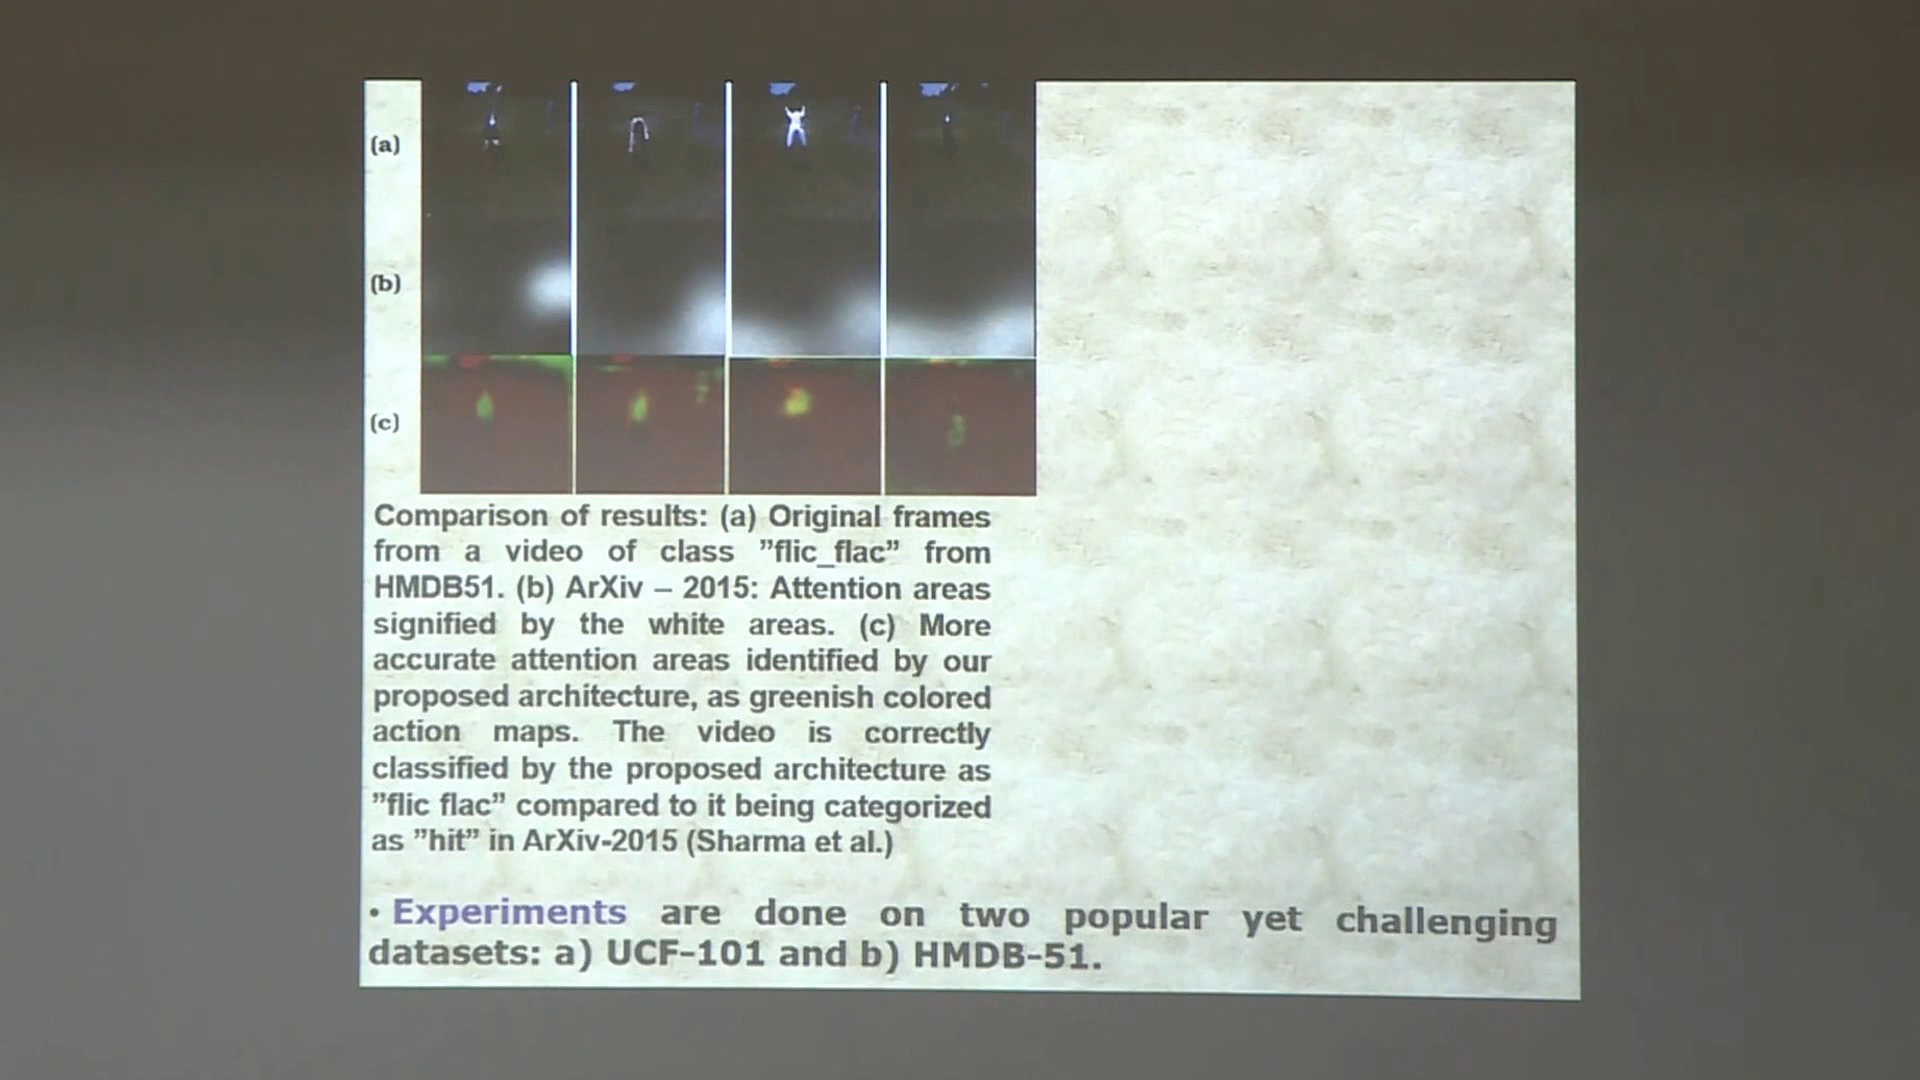 (a)
(b)
(c)
Comparison of results: (a) Original frames
from a video of class ”flic_flac” from
HMDB51. (b) ArXiv – 2015: Attention areas
signified by the white areas. (c) More
accurate attention areas identified by our
proposed architecture, as greenish colored
action maps. The video is correctly
classified by the proposed architecture as
”flic flac” compared to it being categorized
as ”hit” in ArXiv-2015 (Sharma et al.)
• Experiments are done on two popular yet challenging
datasets: a) UCF-101 and b) HMDB-51.